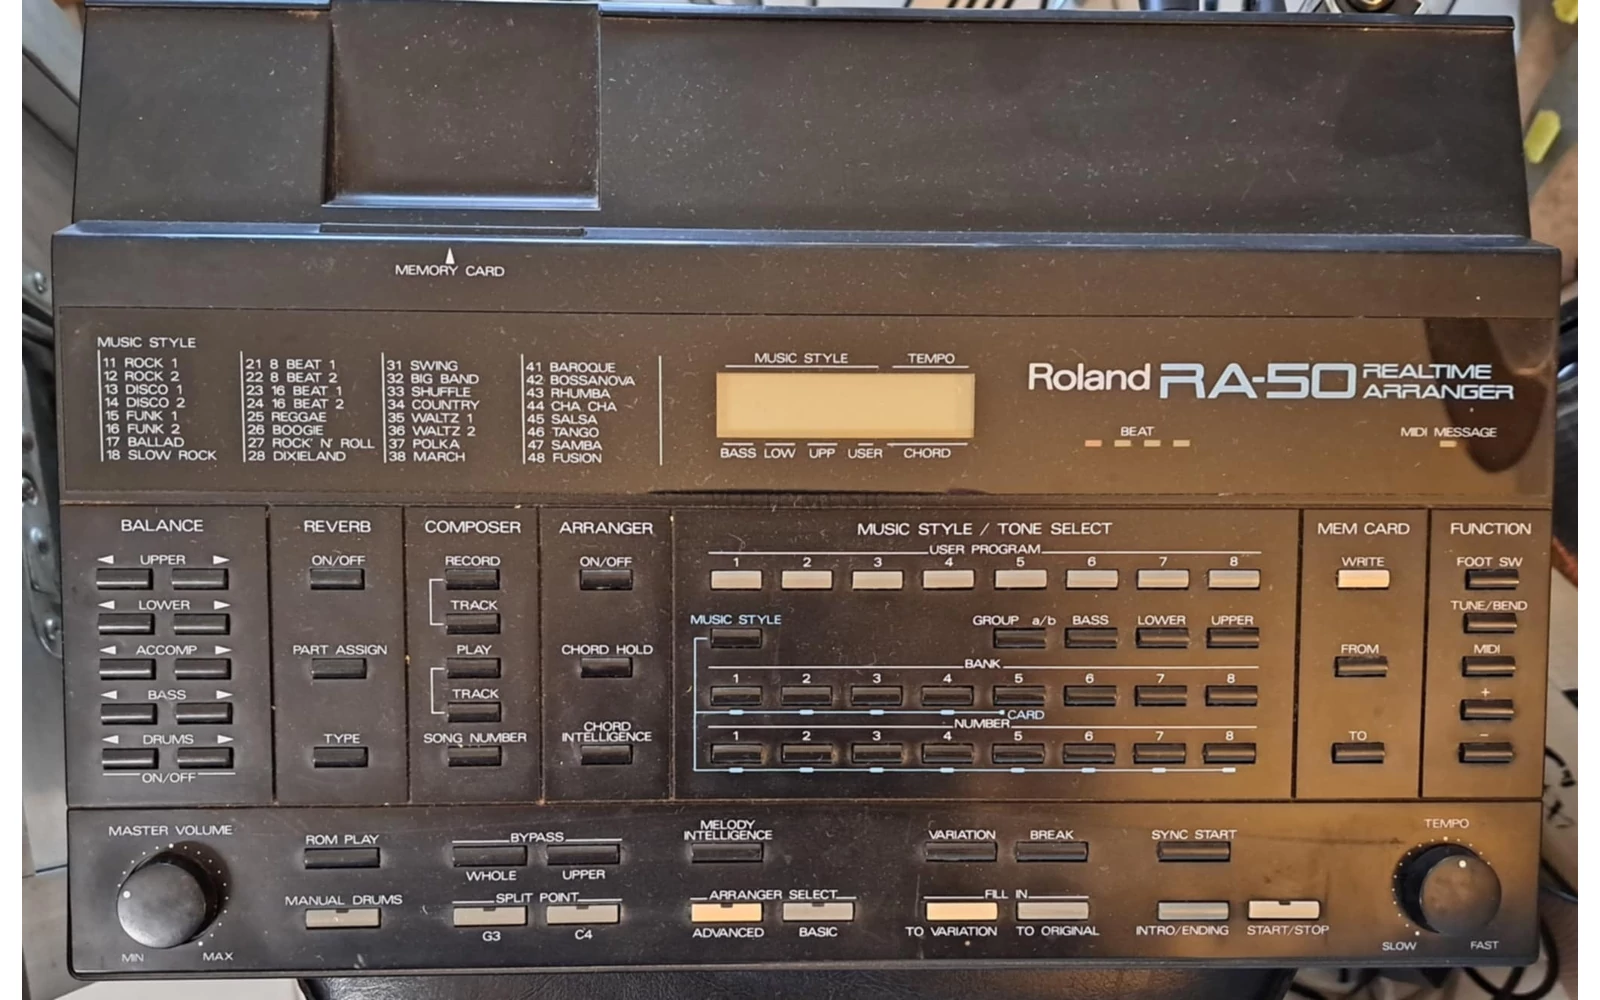 MEMORY CARD
MUSIC STYLE
11 ROCK 1
12 ROCK 2
13 DISCO 1
14 DISCO 2
15 FUNK 1
16 FUNK 2
17 BALLAD
18 SLOW ROCK
21 8 BEAT 1
22 8 BEAT 2
23 16 BEAT 1
24 16 BEAT 2
25 REGGAE
26 BOOGIE
27 ROCK' N' ROLL
28 DIXIELAND
31 SWING
32 BIG BAND
33 SHUFFLE
34 COUNTRY
35 WALTZ 1
36 WALTZ 2
37 POLKA
38 MARCH
41 BAROQUE
42 BOSSANOVA
43 RHUMBA
44 CHA CHA
45 SALSA
46 TANGO
47 SAMBA
48 FUSION
MUSIC STYLE TEMPO
BASS LOW UPP USER CHORD
Roland RA-50 REALTIME
ARRANGER
BEAT
MIDI MESSAGE
BALANCE
UPPER
LOWER
ACCOMP
BASS
DRUMS
ON/OFF
REVERB
ON/OFF
PART ASSIGN
TYPE
COMPOSER
RECORD
TRACK
PLAY
TRACK
SONG NUMBER
ARRANGER
ON/OFF
CHORD HOLD
CHORD
INTELLIGENCE
MUSIC STYLE / TONE SELECT
USER PROGRAM
1 2 3 4 5 6 7 8
MUSIC STYLE GROUP a/b BASS LOWER UPPER
BANK
1 2 3 4 5 6 7 8
CARD
NUMBER
1 2 3 4 5 6 7 8
MEM CARD
WRITE
FROM
TO
FUNCTION
FOOT SW
TUNE/BEND
MIDI
+
-
MASTER VOLUME
MIN MAX
ROM PLAY
MANUAL DRUMS
BYPASS
WHOLE UPPER
SPLIT POINT
G3 C4
MELODY
INTELLIGENCE
ARRANGER SELECT
ADVANCED BASIC
VARIATION BREAK
FILL IN
TO VARIATION TO ORIGINAL
SYNC START
INTRO/ENDING START/STOP
TEMPO
SLOW FAST